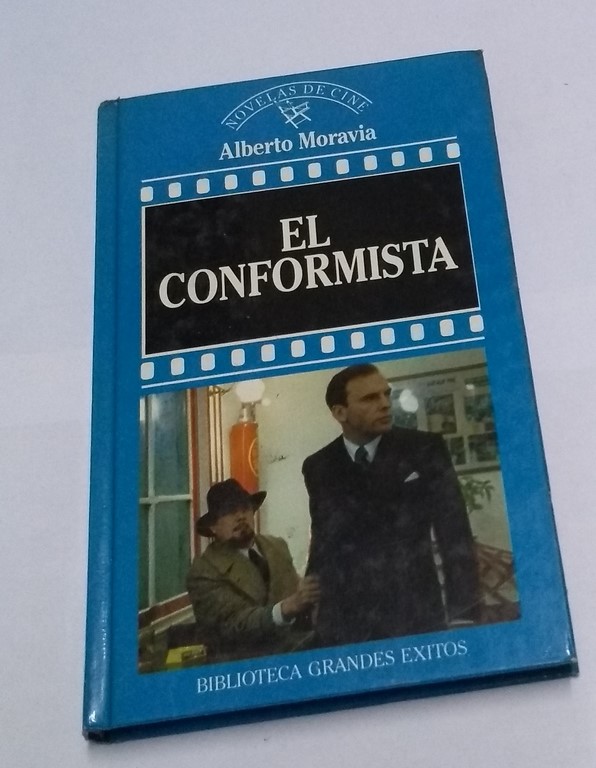 NOVELAS DE CINE
Alberto Moravia
EL
CONFORMISTA
BIBLIOTECA GRANDES EXITOS